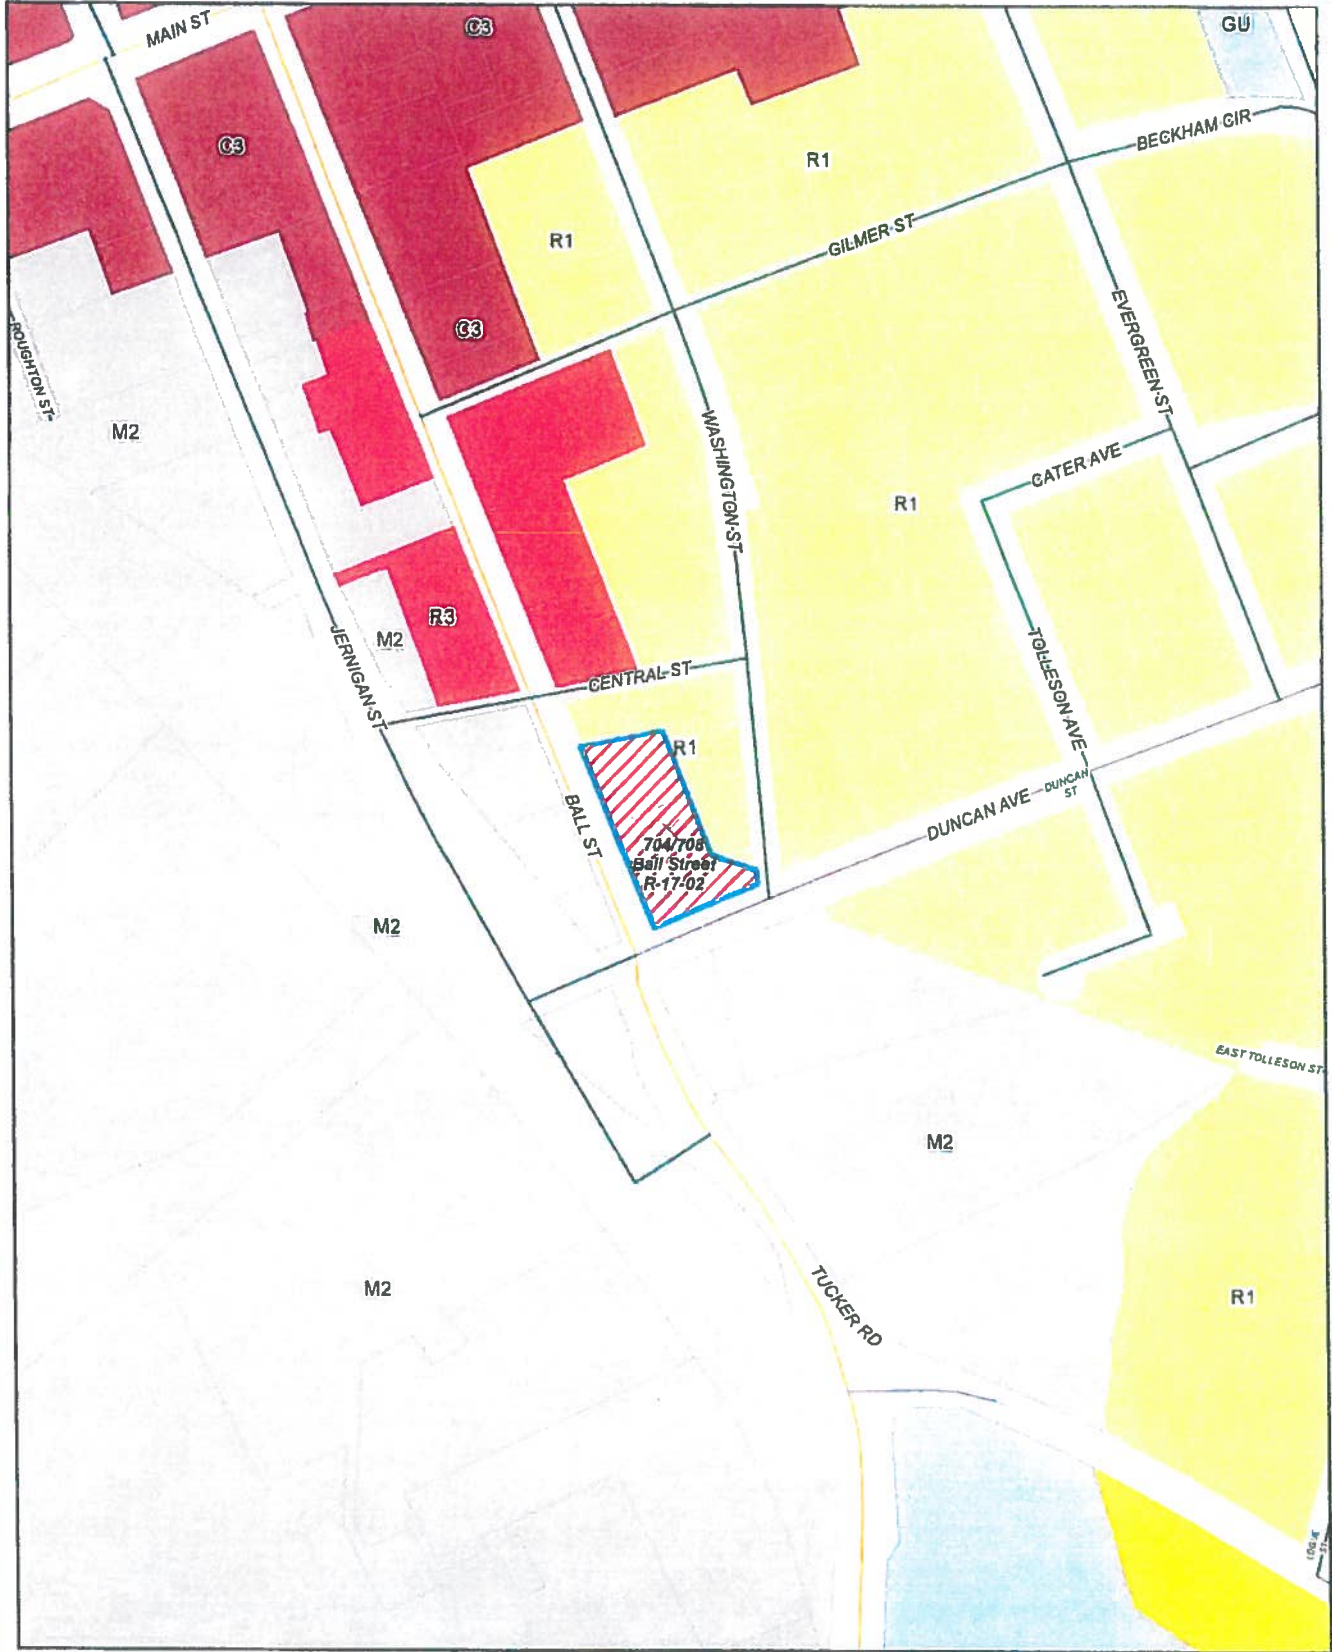 C3
GU
MAIN ST
BECKHAM CIR
C3
R1
R1
GILMER ST
C3
EVERGREEN ST
ROUGHTON ST
M2
WASHINGTON ST
CATER AVE
R1
R3
M2
JERNIGAN ST
CENTRAL ST
TOLLESON AVE
R1
DUNCAN
ST
BALL ST
DUNCAN AVE
704/708
Ball Street
R-17-02
M2
EAST TOLLESON ST
M2
M2
TUCKER RD
R1